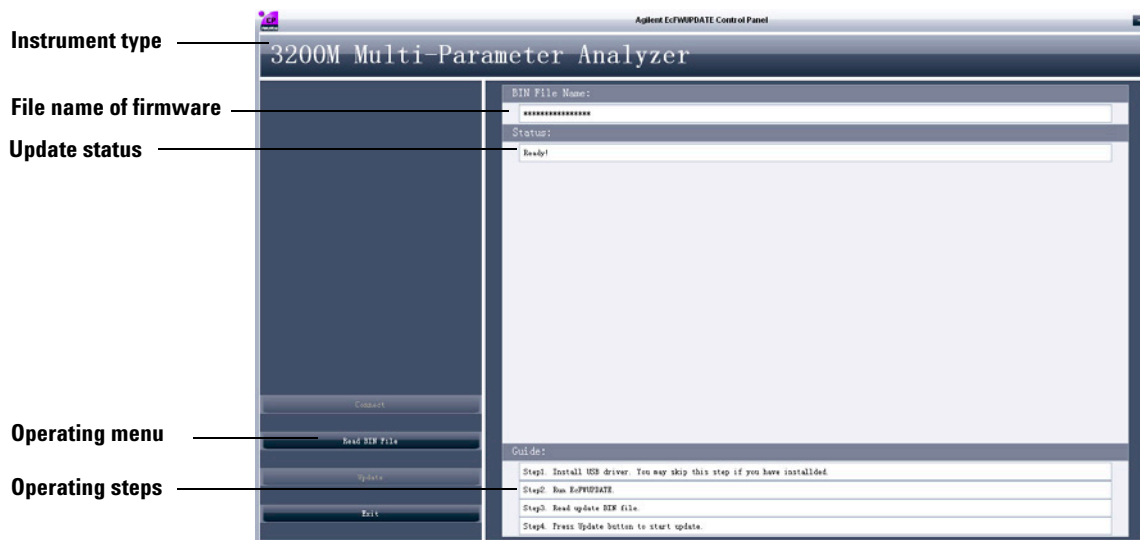 Agilent EcFWUPDATE Control Panel
Instrument type
3200M Multi-Parameter Analyzer
BIN File Name:
File name of firmware
****************
Status:
Update status
Ready!
Connect
Operating menu
Read BIN File
Guide:
Step1. Install USB driver. You may skip this step if you have installded.
Update
Operating steps
Step2. Run EcFWUPDATE.
Step3. Read update BIN file.
Exit
Step4. Press Update button to start update.